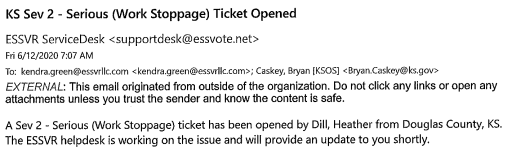 KS Sev 2 - Serious (Work Stoppage) Ticket Opened
ESSVR ServiceDesk <supportdesk@essvote.net>
Fri 6/12/2020 7:07 AM
To: kendra.green@essvrllc.com <kendra.green@essvrllc.com>; Caskey, Bryan [KSOS] <Bryan.Caskey@ks.gov>
EXTERNAL: This email originated from outside of the organization. Do not click any links or open any
attachments unless you trust the sender and know the content is safe.
A Sev 2 - Serious (Work Stoppage) ticket has been opened by Dill, Heather from Douglas County, KS.
The ESSVR helpdesk is working on the issue and will provide an update to you shortly.